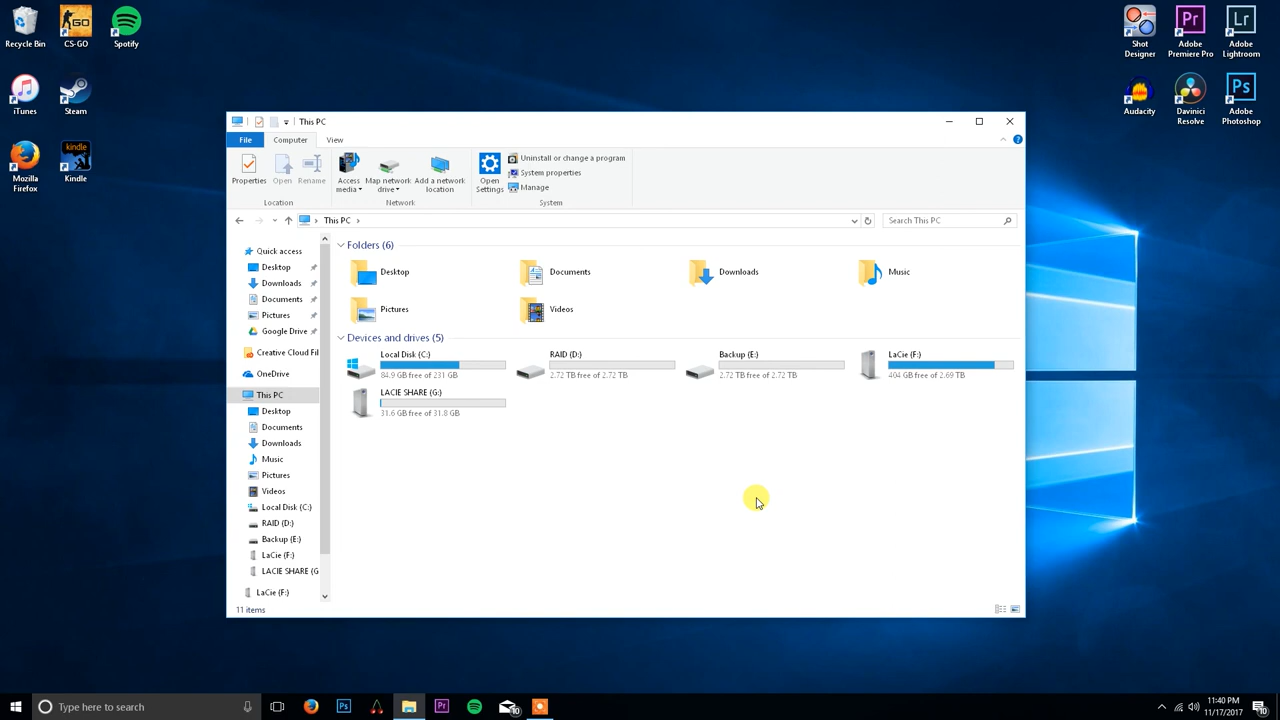 Recycle Bin
CS-GO
Spotify
iTunes
Steam
Mozilla Firefox
kindle
Kindle
Shot Designer
Pr
Adobe Premiere Pro
Lr
Adobe Lightroom
Audacity
Davinici Resolve
Ps
Adobe Photoshop
This PC
File
Computer
View
Properties
Open
Rename
Access media
Map network drive
Add a network location
Open Settings
Uninstall or change a program
System properties
Manage
Location
Network
System
This PC
Search This PC
Quick access
Desktop
Downloads
Documents
Pictures
Google Drive
Creative Cloud Fil
OneDrive
This PC
Desktop
Documents
Downloads
Music
Pictures
Videos
Local Disk (C:)
RAID (D:)
Backup (E:)
LaCie (F:)
LACIE SHARE (G
LaCie (F:)
Folders (6)
Desktop
Documents
Downloads
Music
Pictures
Videos
Devices and drives (5)
Local Disk (C:)
84.9 GB free of 231 GB
RAID (D:)
2.72 TB free of 2.72 TB
Backup (E:)
2.72 TB free of 2.72 TB
LaCie (F:)
404 GB free of 2.69 TB
LACIE SHARE (G:)
31.6 GB free of 31.8 GB
11 items
Type here to search
Ps
Pr
11:40 PM
11/17/2017